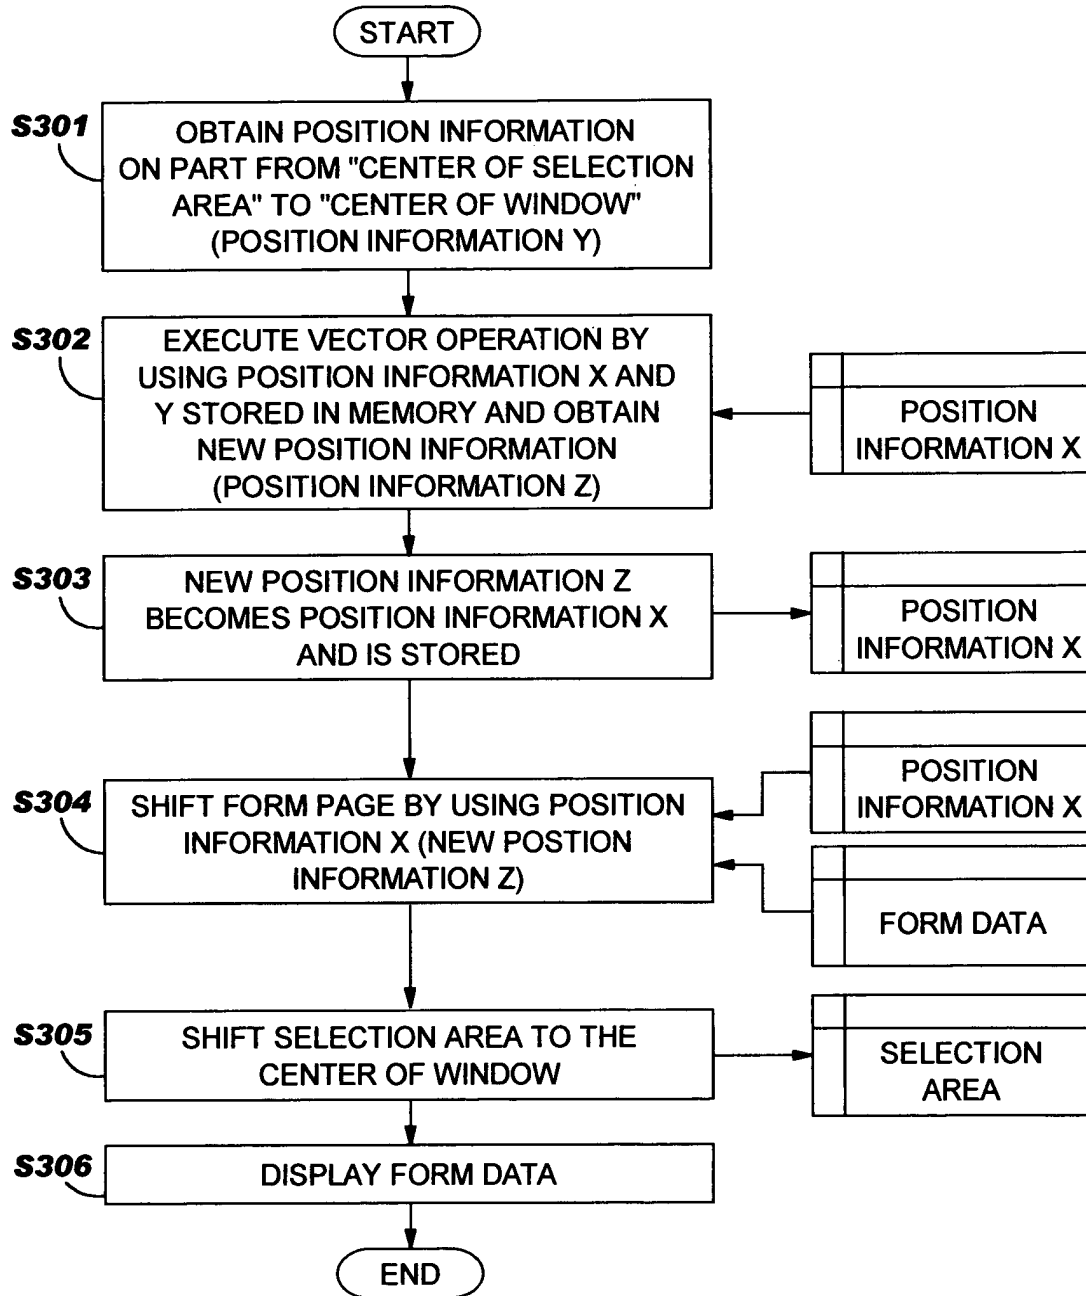 START
S301
OBTAIN POSITION INFORMATION
ON PART FROM "CENTER OF SELECTION
AREA" TO "CENTER OF WINDOW"
(POSITION INFORMATION Y)
S302
EXECUTE VECTOR OPERATION BY
USING POSITION INFORMATION X AND
Y STORED IN MEMORY AND OBTAIN
NEW POSITION INFORMATION
(POSITION INFORMATION Z)
POSITION
INFORMATION X
S303
NEW POSITION INFORMATION Z
BECOMES POSITION INFORMATION X
AND IS STORED
POSITION
INFORMATION X
S304
SHIFT FORM PAGE BY USING POSITION
INFORMATION X (NEW POSTION
INFORMATION Z)
POSITION
INFORMATION X
FORM DATA
S305
SHIFT SELECTION AREA TO THE
CENTER OF WINDOW
SELECTION
AREA
S306
DISPLAY FORM DATA
END